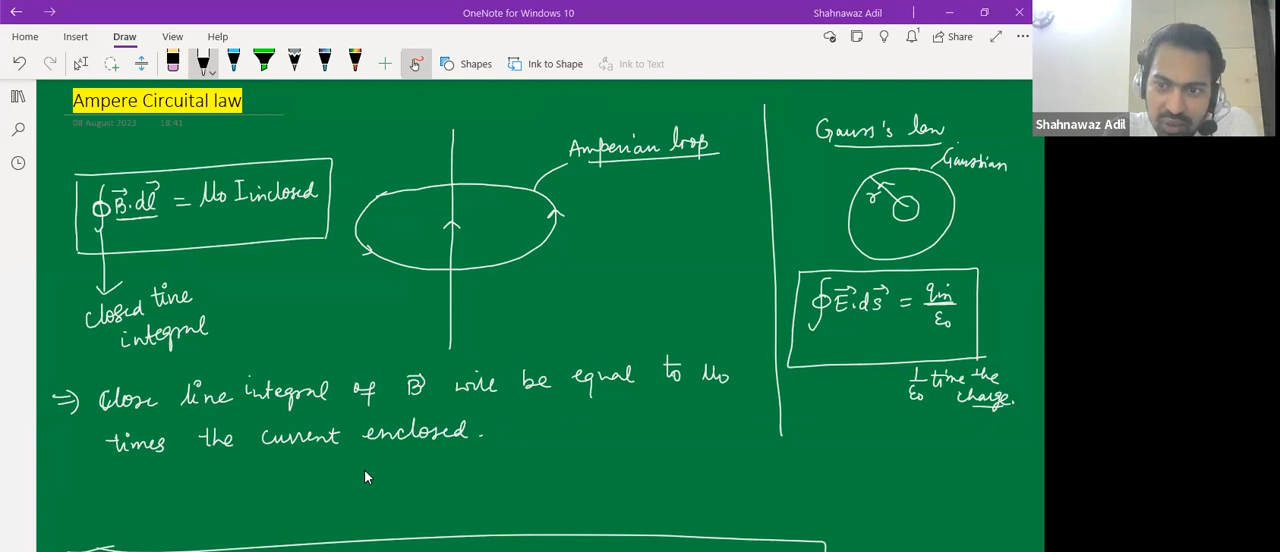 OneNote for Windows 10
Shahnawaz Adil
Home Insert Draw View Help
Share
Shapes
Ink to Shape
Ink to Text
Shahnawaz Adil
Ampere Circuital law
08 August 2023 18:41
∮B⃗.dl⃗ = μ0 Iinclosed
closed line
integral
Amperian loop
Gauss's law
Gaussian
r
∮E⃗.ds⃗ = qin/ε0
1/ε0 time the
charge.
⇒ Close line integral of B⃗ will be equal to μ0
times the current enclosed.